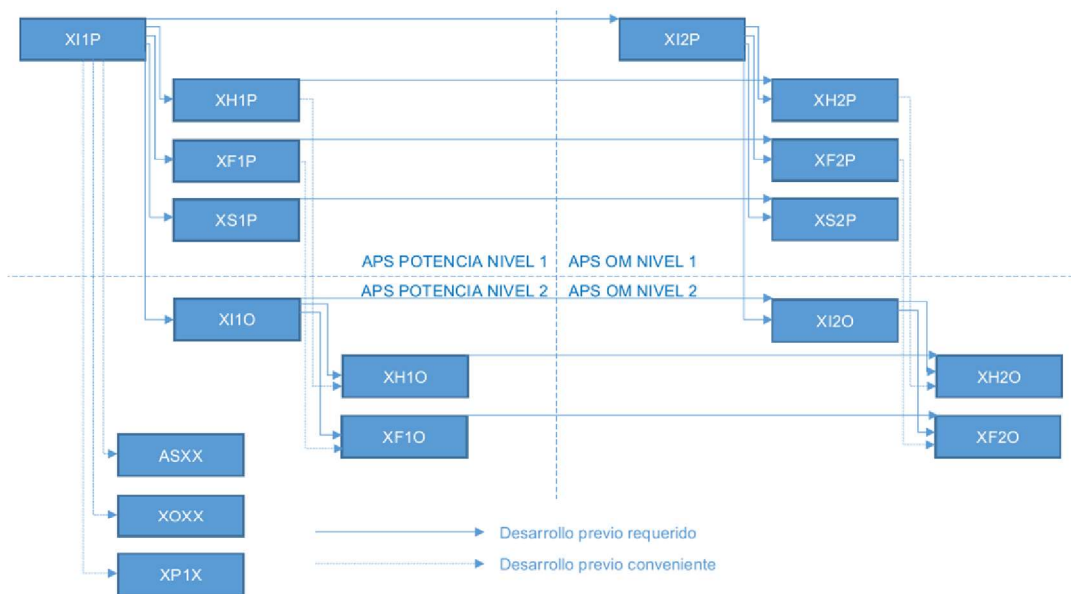 XI1P
XI2P
XH1P
XH2P
XF1P
XF2P
XS1P
XS2P
APS POTENCIA NIVEL 1
APS OM NIVEL 1
APS POTENCIA NIVEL 2
APS OM NIVEL 2
XI1O
XI2O
XH1O
XH2O
XF1O
XF2O
ASXX
XOXX
XP1X
Desarrollo previo requerido
Desarrollo previo conveniente